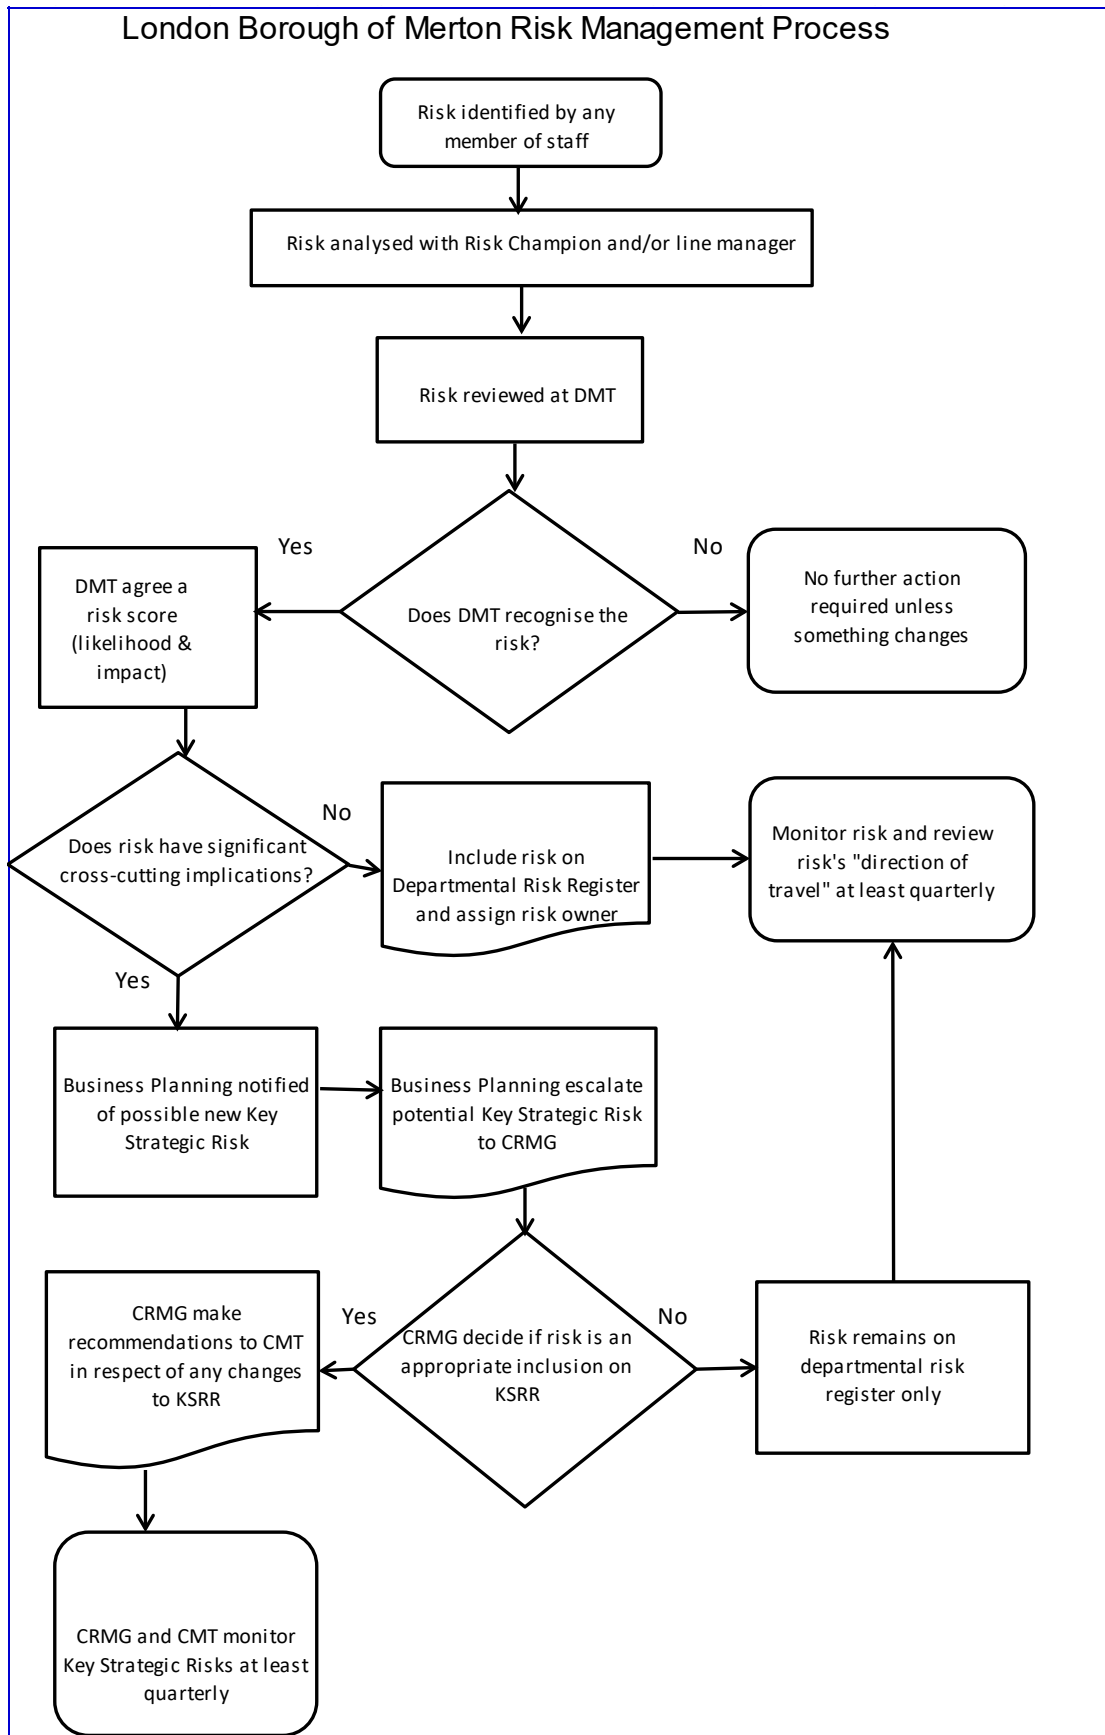 London Borough of Merton Risk Management Process
Risk identified by any
member of staff
Risk analysed with Risk Champion and/or line manager
Risk reviewed at DMT
Yes
No
DMT agree a
risk score
(likelihood &
impact)
Does DMT recognise the
risk?
No further action
required unless
something changes
Does risk have significant
cross-cutting implications?
No
Include risk on
Departmental Risk Register
and assign risk owner
Monitor risk and review
risk's "direction of
travel" at least quarterly
Yes
Business Planning notified
of possible new Key
Strategic Risk
Business Planning escalate
potential Key Strategic Risk
to CRMG
CRMG make
recommendations to CMT
in respect of any changes
to KSRR
Yes
CRMG decide if risk is an
appropriate inclusion on
KSRR
No
Risk remains on
departmental risk
register only
CRMG and CMT monitor
Key Strategic Risks at least
quarterly